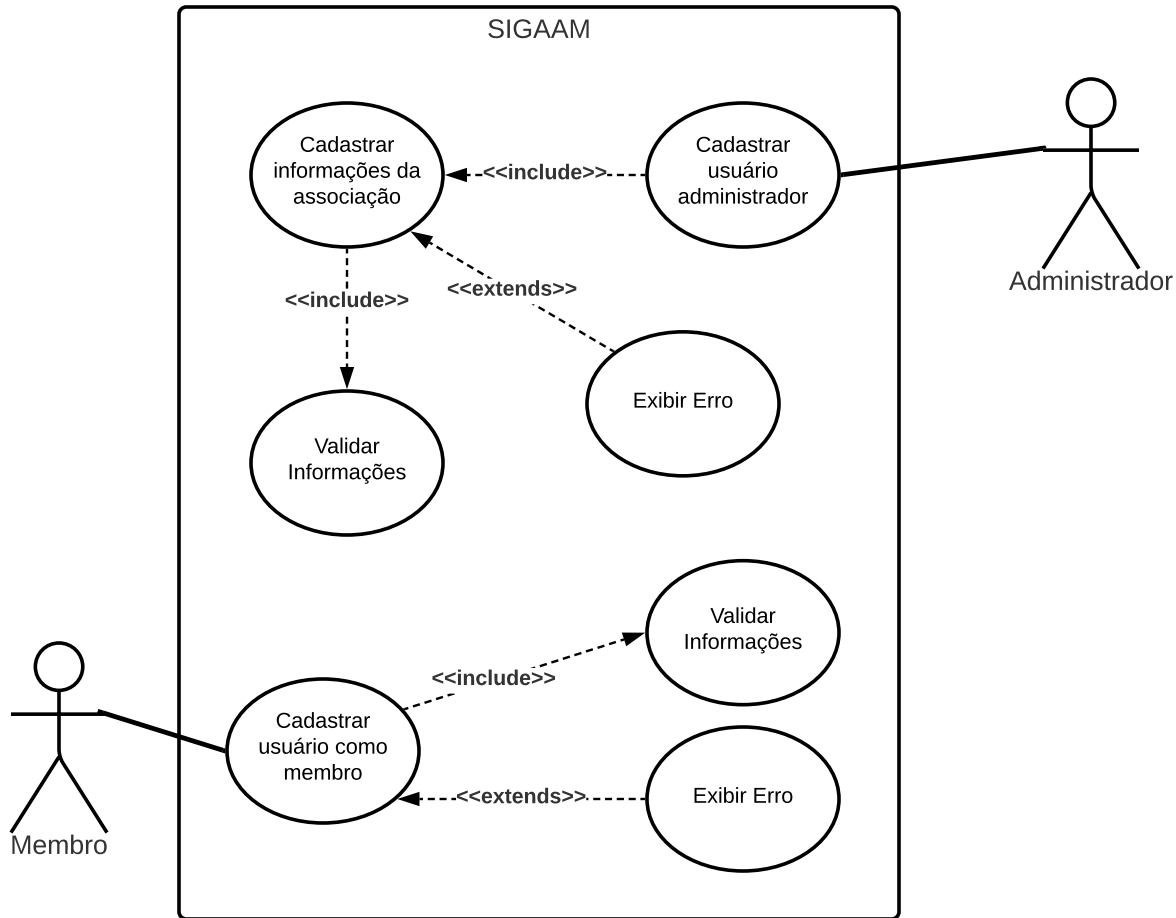 SIGAAM
Cadastrar
informações da
associação
<<include>>
Cadastrar
usuário
administrador
Administrador
<<include>>
<<extends>>
Exibir Erro
Validar
Informações
Validar
Informações
<<include>>
Cadastrar
usuário como
membro
<<extends>>
Exibir Erro
Membro